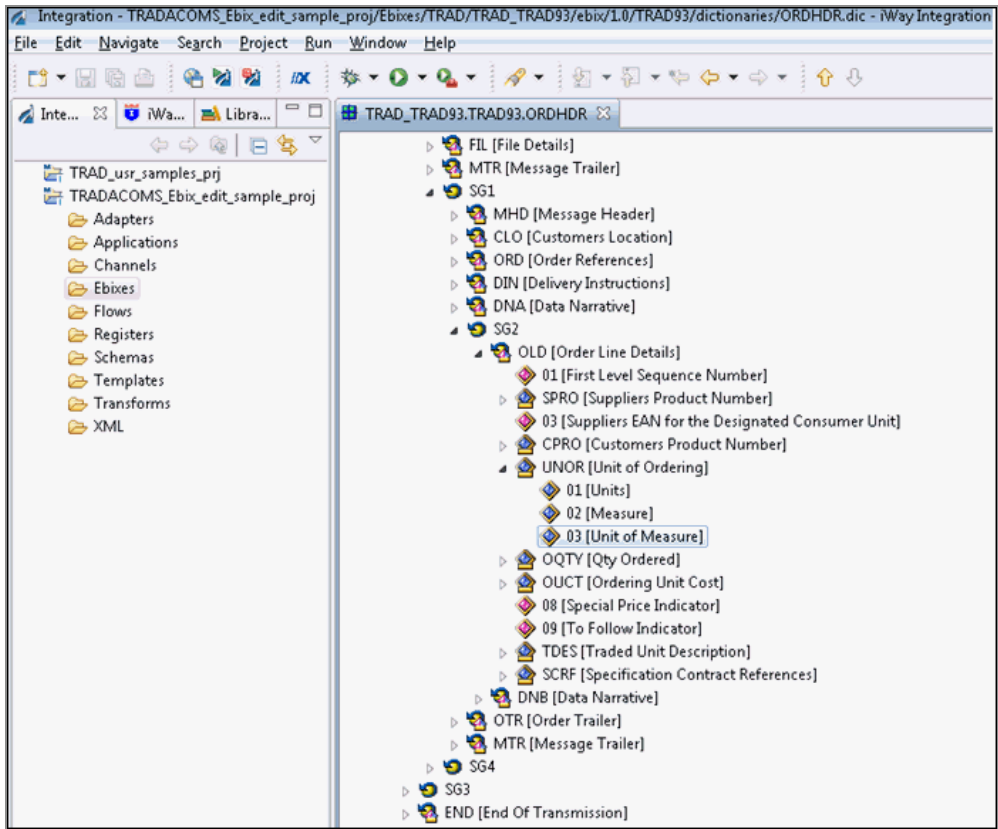 Integration - TRADACOMS_Ebix_edit_sample_proj/Ebixes/TRAD/TRAD_TRAD93/ebix/1.0/TRAD93/dictionaries/ORDHDR.dic - iWay Integration
File Edit Navigate Search Project Run Window Help
Inte... iWa... Libra...
TRAD_TRAD93.TRAD93.ORDHDR
TRAD_usr_samples_prj
TRADACOMS_Ebix_edit_sample_proj
Adapters
Applications
Channels
Ebixes
Flows
Registers
Schemas
Templates
Transforms
XML
FIL [File Details]
MTR [Message Trailer]
SG1
MHD [Message Header]
CLO [Customers Location]
ORD [Order References]
DIN [Delivery Instructions]
DNA [Data Narrative]
SG2
OLD [Order Line Details]
01 [First Level Sequence Number]
SPRO [Suppliers Product Number]
03 [Suppliers EAN for the Designated Consumer Unit]
CPRO [Customers Product Number]
UNOR [Unit of Ordering]
01 [Units]
02 [Measure]
03 [Unit of Measure]
OQTY [Qty Ordered]
OUCT [Ordering Unit Cost]
08 [Special Price Indicator]
09 [To Follow Indicator]
TDES [Traded Unit Description]
SCRF [Specification Contract References]
DNB [Data Narrative]
OTR [Order Trailer]
MTR [Message Trailer]
SG4
SG3
END [End Of Transmission]